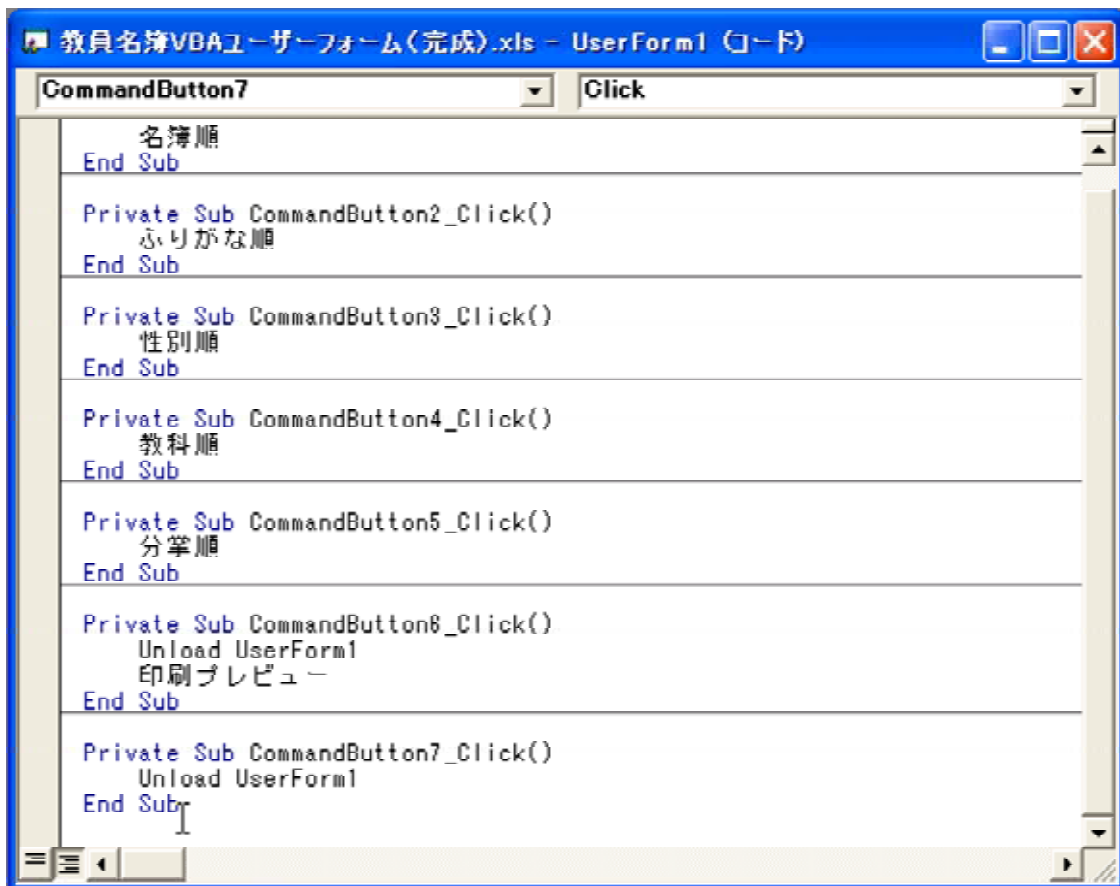 教員名簿VBAユーザーフォーム(完成).xls - UserForm1 (コード)
CommandButton7 Click
名簿順
End Sub
Private Sub CommandButton2_Click()
ふりがな順
End Sub
Private Sub CommandButton3_Click()
性別順
End Sub
Private Sub CommandButton4_Click()
教科順
End Sub
Private Sub CommandButton5_Click()
分掌順
End Sub
Private Sub CommandButton6_Click()
Unload UserForm1
印刷プレビュー
End Sub
Private Sub CommandButton7_Click()
Unload UserForm1
End Sub